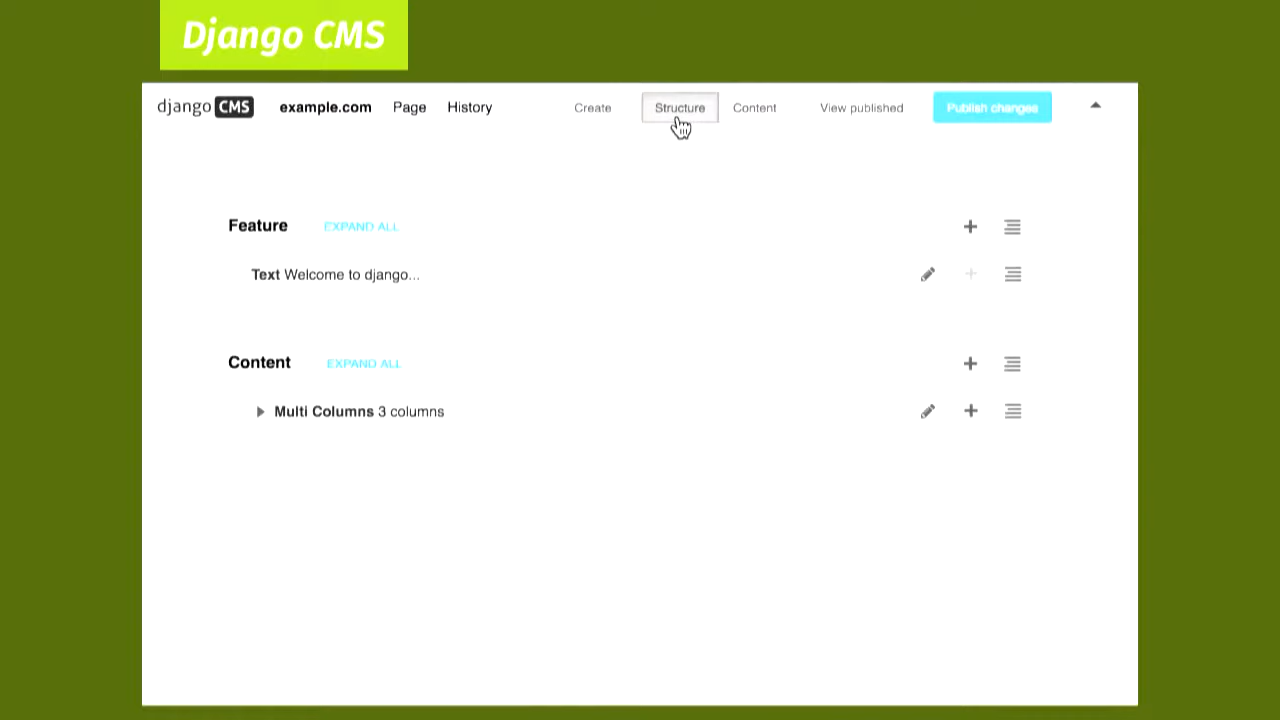 Django CMS
django CMS example.com Page History Create Structure Content View published Publish changes
Feature EXPAND ALL
Text Welcome to django...
Content EXPAND ALL
Multi Columns 3 columns